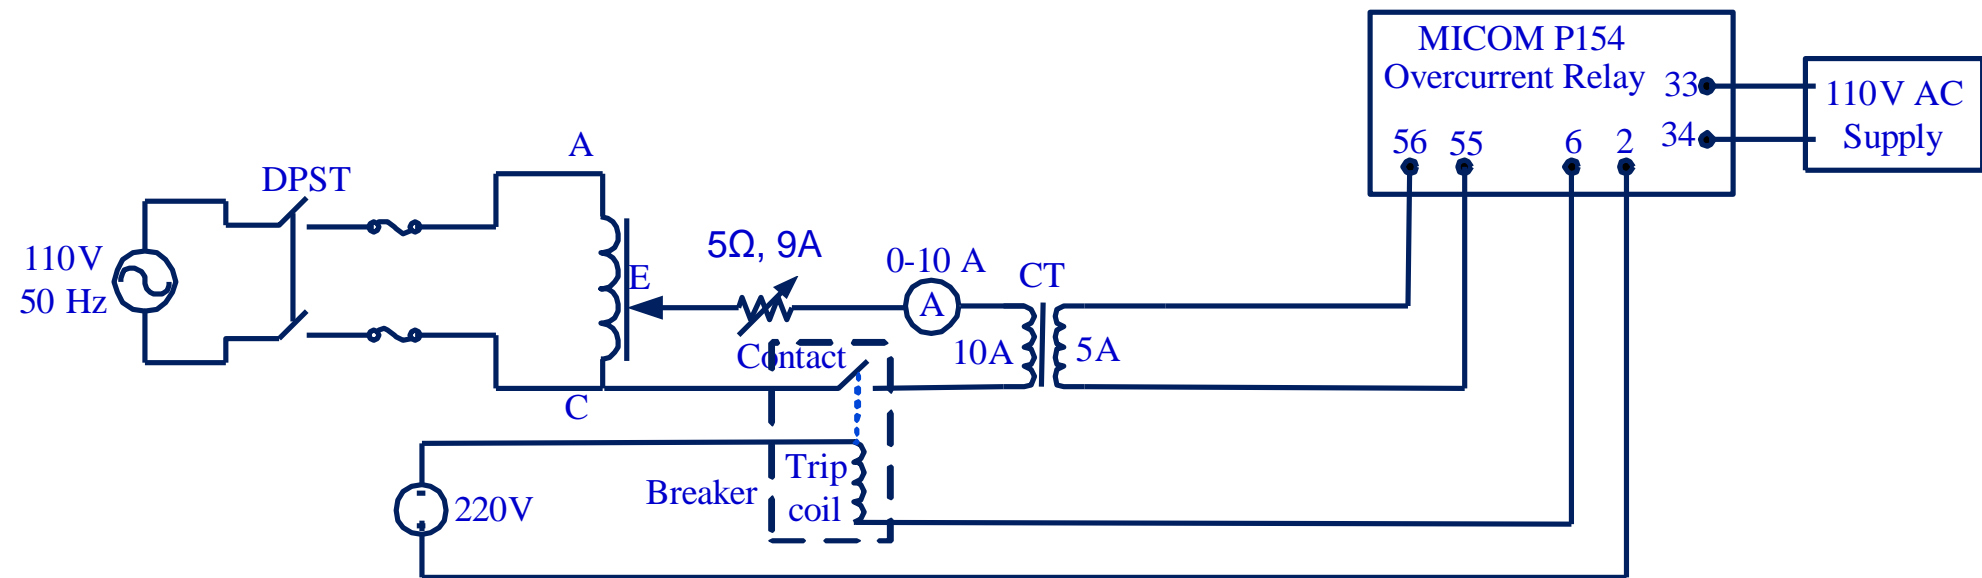 MICOM P154
Overcurrent Relay
33
34
110V AC
Supply
56
55
6
2
A
DPST
110V
50 Hz
E
5Ω, 9A
0-10 A
A
CT
10A
5A
Contact
C
Trip
coil
Breaker
220V